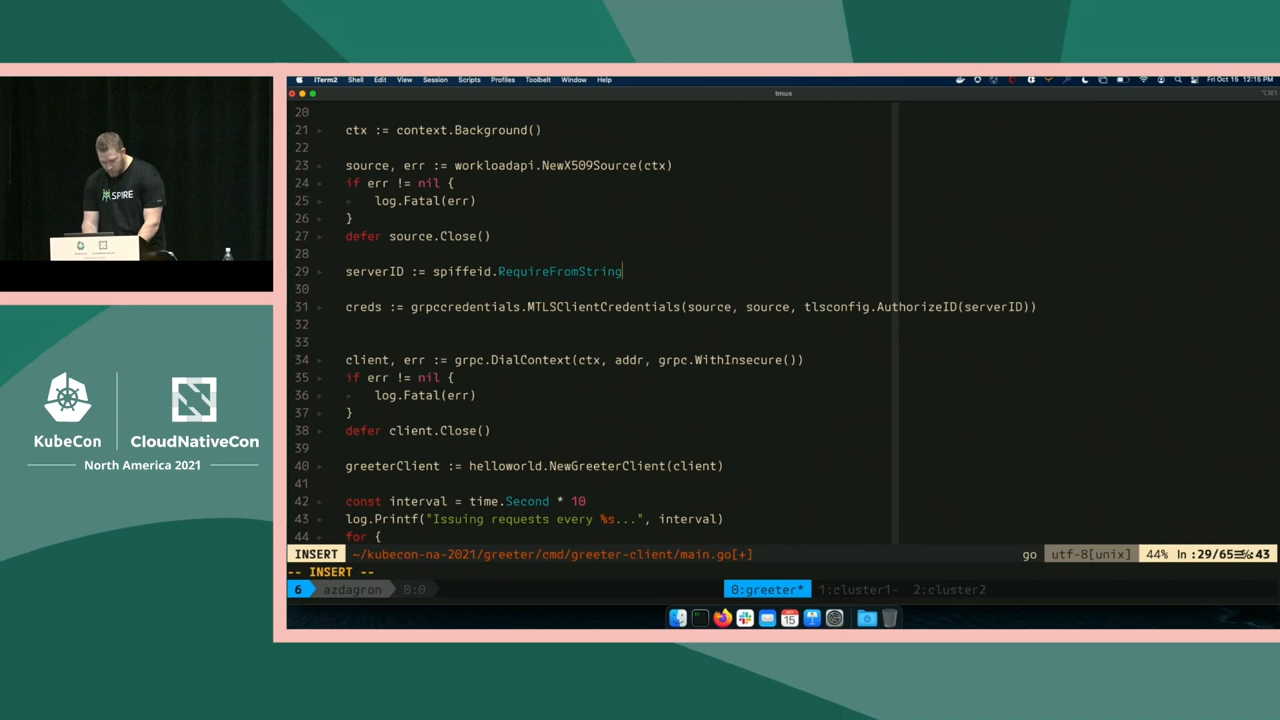 iTerm2 Shell Edit View Session Scripts Profiles Toolbelt Window Help
Fri Oct 15 12:15 PM
tmux
20
21 ctx := context.Background()
22
23 source, err := workloadapi.NewX509Source(ctx)
24 if err != nil {
25 log.Fatal(err)
26 }
27 defer source.Close()
28
29 serverID := spiffeid.RequireFromString
30
31 creds := grpccredentials.MTLSClientCredentials(source, source, tlsconfig.AuthorizeID(serverID))
32
33
34 client, err := grpc.DialContext(ctx, addr, grpc.WithInsecure())
35 if err != nil {
36 log.Fatal(err)
37 }
38 defer client.Close()
39
40 greeterClient := helloworld.NewGreeterClient(client)
41
42 const interval = time.Second * 10
43 log.Printf("Issuing requests every %s...", interval)
44 for {
INSERT ~/kubecon-na-2021/greeter/cmd/greeter-client/main.go[+] go utf-8[unix] 44% ln :29/65
-- INSERT --
6 azdagron 0:0 0:greeter* 1:cluster1- 2:cluster2
SPIRE
KubeCon
CloudNativeCon
North America 2021